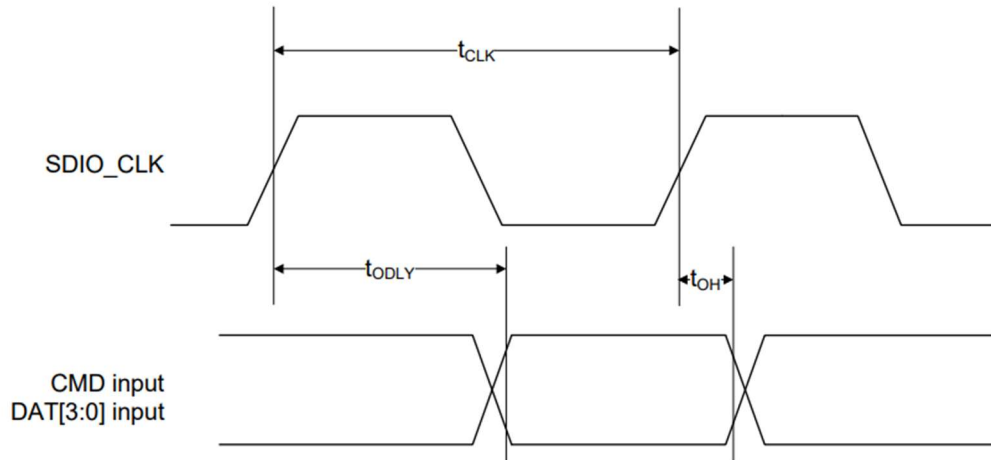 tCLK
SDIO_CLK
tODLY
tOH
CMD input
DAT[3:0] input